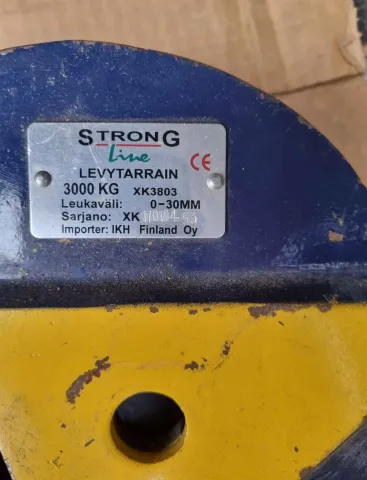 STRONG
Line
LEVYTARRAIN CE
3000 KG XK3803
Leukaväli: 0-30MM
Sarjano: XK
Importer: IKH Finland Oy